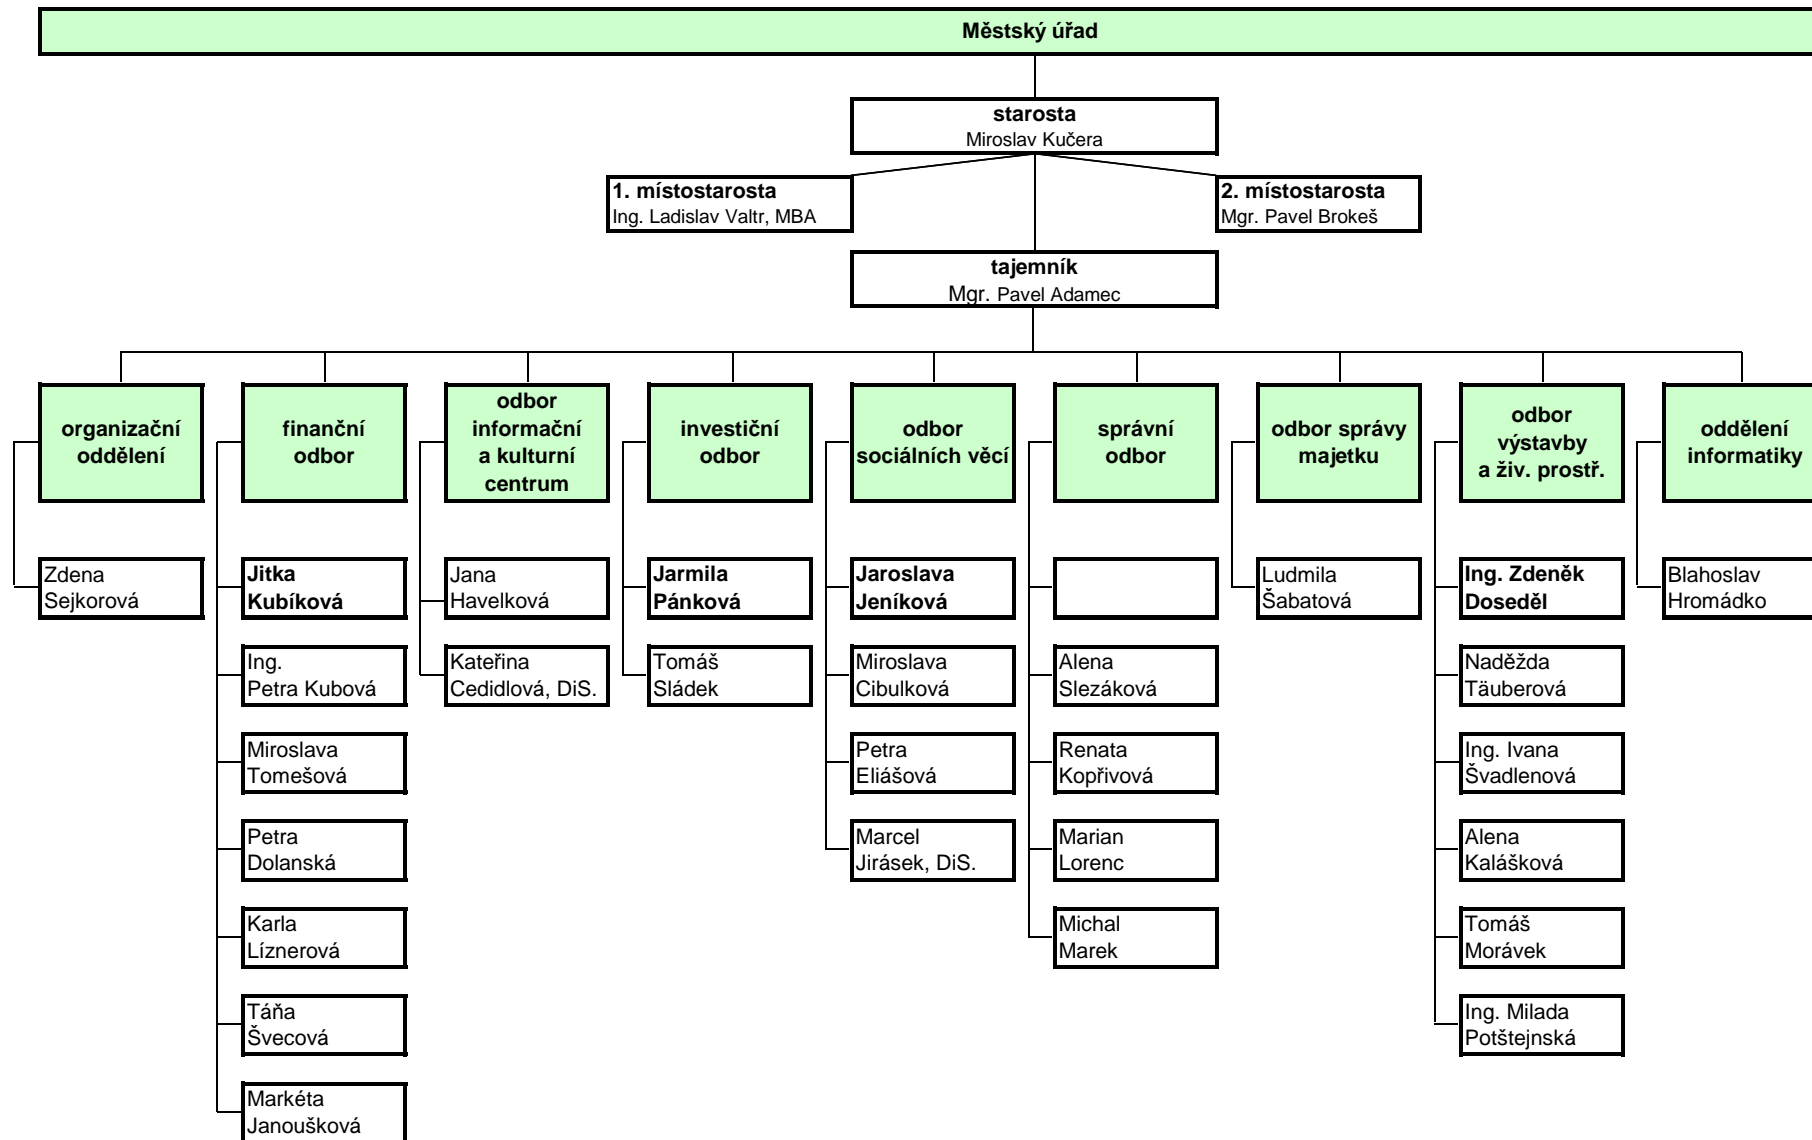 Městský úřad
starosta
Miroslav Kučera
1. místostarosta
Ing. Ladislav Valtr, MBA
2. místostarosta
Mgr. Pavel Brokeš
tajemník
Mgr. Pavel Adamec
organizační
oddělení
finanční
odbor
odbor
informační
a kulturní
centrum
investiční
odbor
odbor
sociálních věcí
správní
odbor
odbor správy
majetku
odbor
výstavby
a živ. prostř.
oddělení
informatiky
Zdena
Sejkorová
Jitka
Kubíková
Ing.
Petra Kubová
Miroslava
Tomešová
Petra
Dolanská
Karla
Líznerová
Táňa
Švecová
Markéta
Janoušková
Jana
Havelková
Kateřina
Cedidlová, DiS.
Jarmila
Pánková
Tomáš
Sládek
Jaroslava
Jeníková
Miroslava
Cibulková
Petra
Eliášová
Marcel
Jirásek, DiS.
Alena
Slezáková
Renata
Kopřivová
Marian
Lorenc
Michal
Marek
Ludmila
Šabatová
Ing. Zdeněk
Doseděl
Naděžda
Täuberová
Ing. Ivana
Švadlenová
Alena
Kalášková
Tomáš
Morávek
Ing. Milada
Potštejnská
Blahoslav
Hromádko